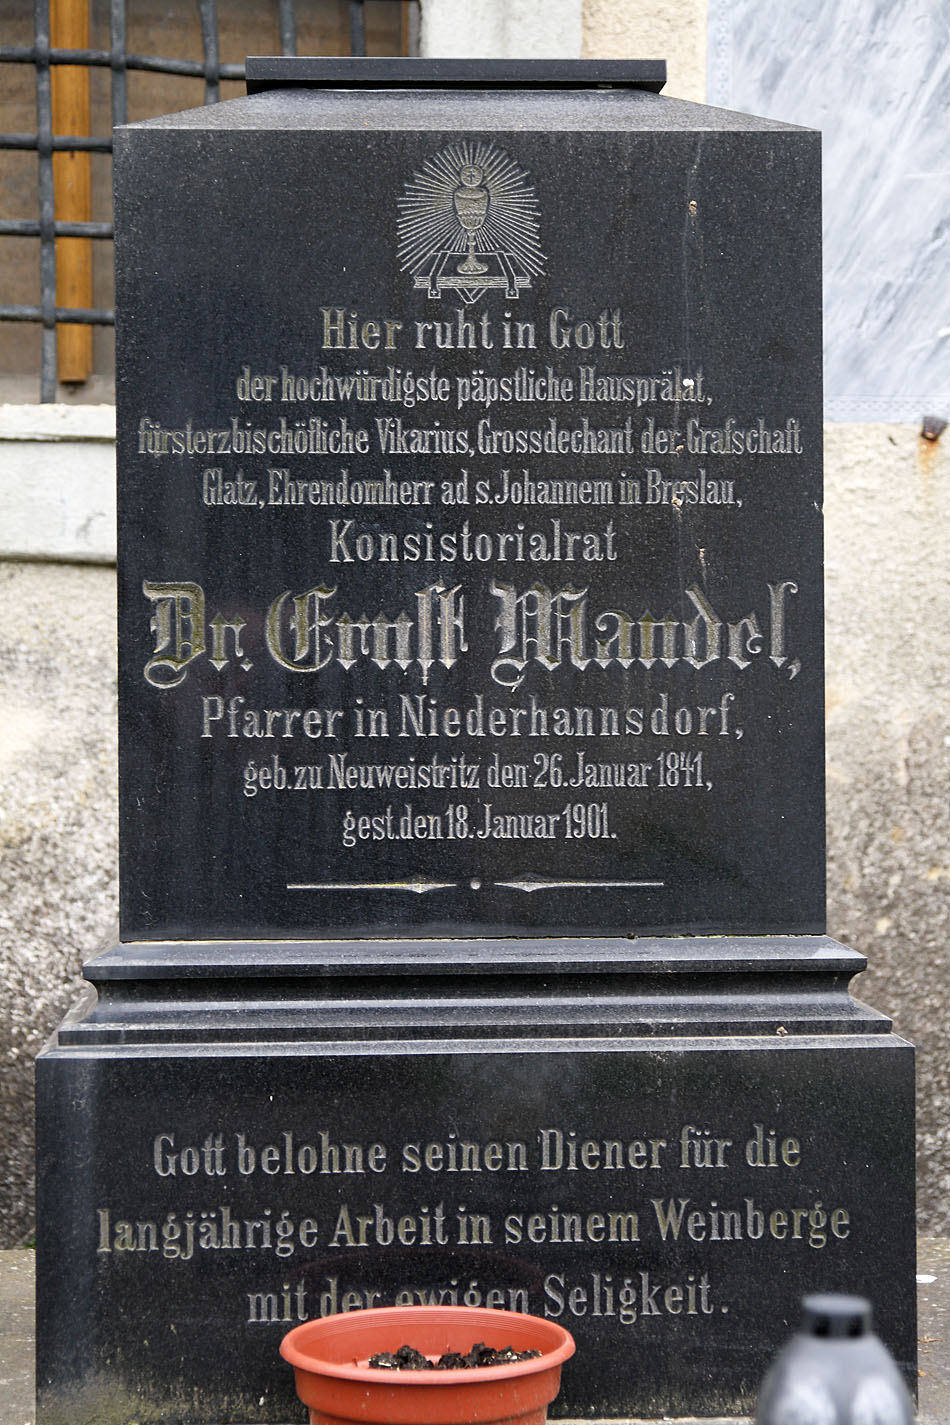 Hier ruht in Gott
der hochwürdigste päpstliche Hausprälat,
fürsterzbischöfliche Vikarius, Grossdechant der Grafschaft
Glatz, Ehrendomherr ad s. Johannem in Breslau,
Konsistorialrat
Dr. Ernst Mandel,
Pfarrer in Niederhannsdorf,
geb. zu Neuweistritz den 26. Januar 1841,
gest. den 18. Januar 1901.
Gott belohne seinen Diener für die
langjährige Arbeit in seinem Weinberge
mit der ewigen Seligkeit.